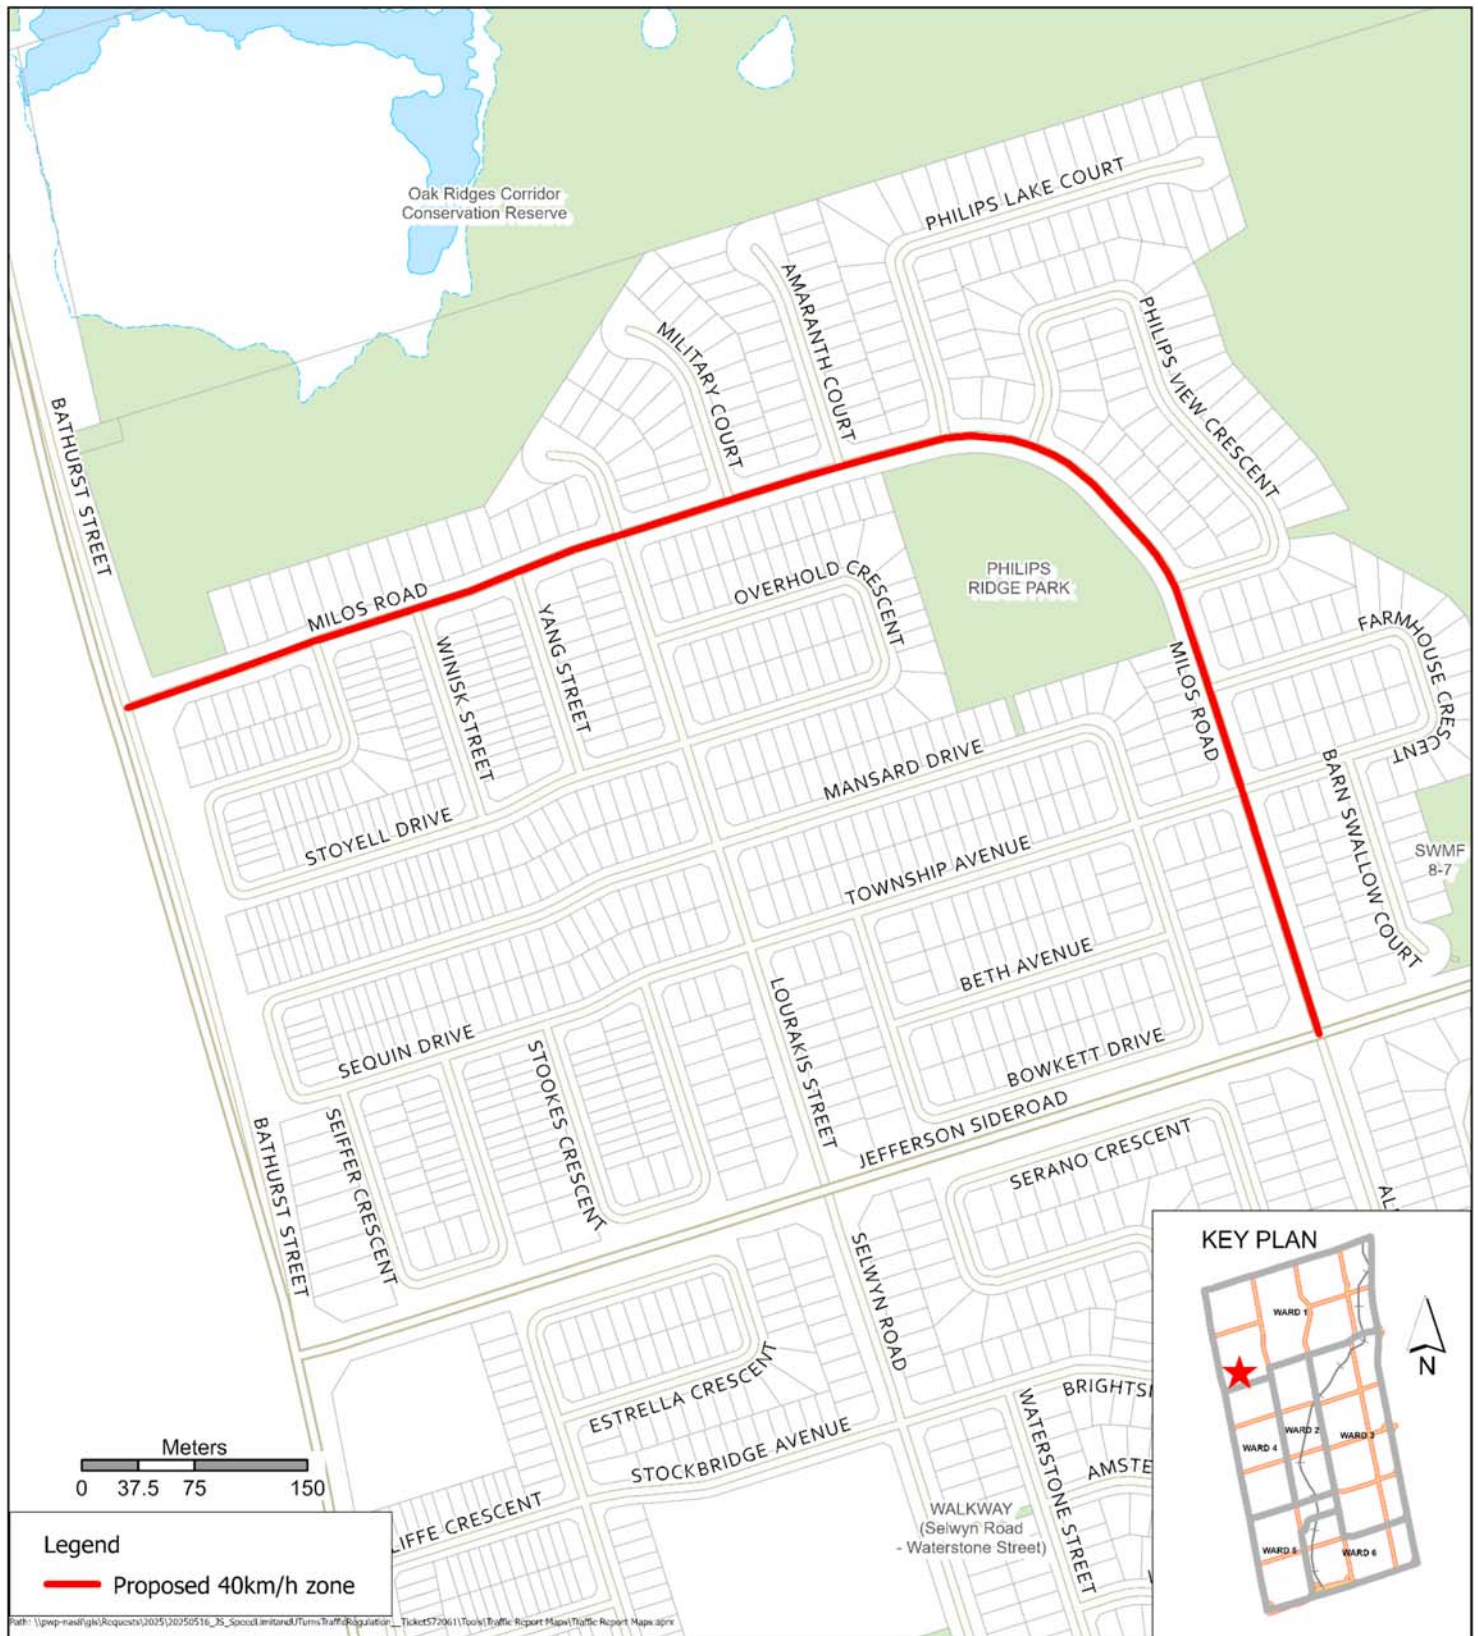 Oak Ridges Corridor
Conservation Reserve
PHILIPS LAKE COURT
AMARANTH COURT
MILITARY COURT
PHILIPS VIEW CRESCENT
BATHURST STREET
PHILIPS
RIDGE PARK
OVERHOLD CRESCENT
MILOS ROAD
YANG STREET
WINISK STREET
FARMHOUSE CRESCENT
MILOS ROAD
MANSARD DRIVE
BARN SWALLOW COURT
STOYELL DRIVE
TOWNSHIP AVENUE
SWMF
8-7
BETH AVENUE
LOURAKIS STREET
SEQUIN DRIVE
STOOKES CRESCENT
BOWKETT DRIVE
JEFFERSON SIDEROAD
SEIFFER CRESCENT
BATHURST STREET
SERANO CRESCENT
SELWYN ROAD
ESTRELLA CRESCENT
BRIGHTSI
WATERSTONE STREET
STOCKBRIDGE AVENUE
AMSTE
LIFFE CRESCENT
WALKWAY
(Selwyn Road
- Waterstone Street)
KEY PLAN
WARD 1
N
WARD 2
WARD 3
WARD 4
WARD 5
WARD 6
Meters
0 37.5 75 150
Legend
Proposed 40km/h zone